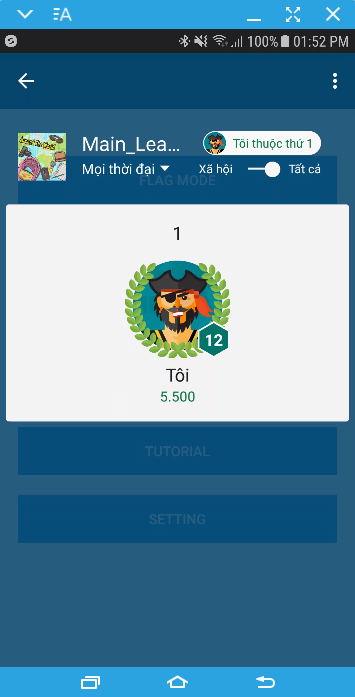 100% 01:52 PM
Main_Lea...
Tôi thuộc thứ 1
Mọi thời đại
Xã hội
Tất cả
FLAG MODE
1
12
Tôi
5.500
TUTORIAL
SETTING